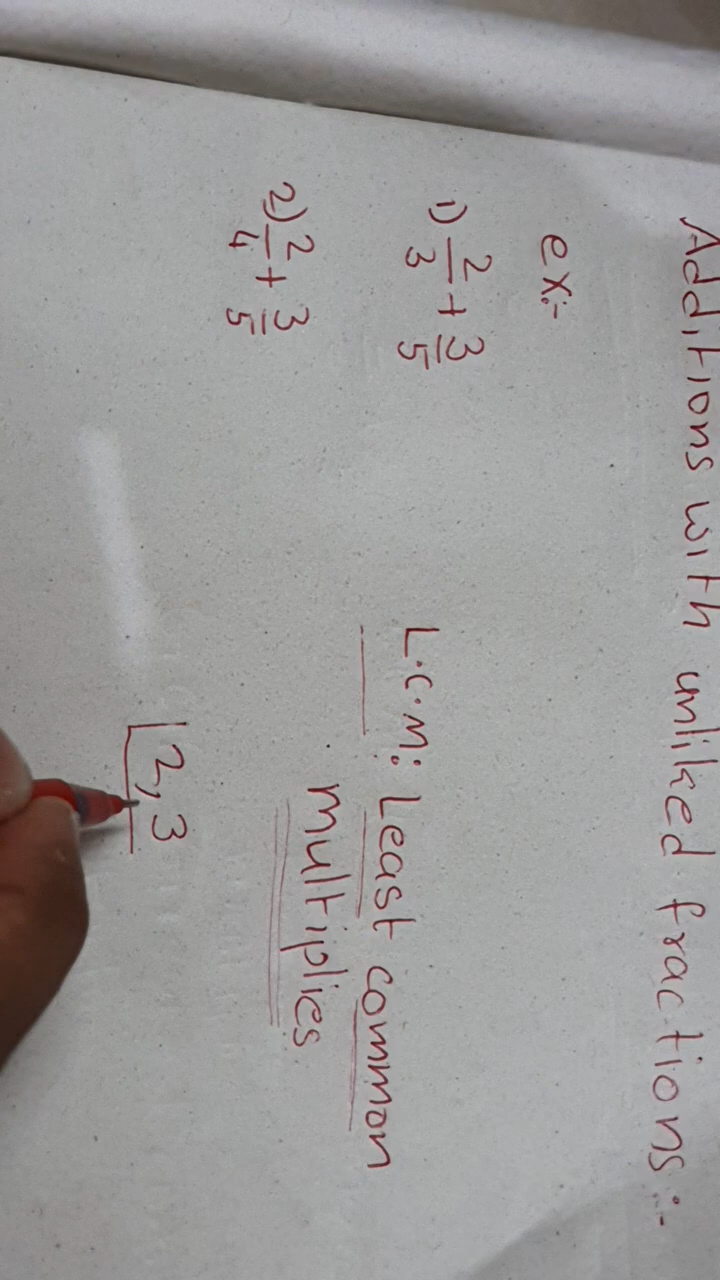 Additions with unliked fractions:-
ex:-
1) 2/3 + 3/5
L.C.M: Least common
multiplies
2) 2/4 + 3/5
2,3